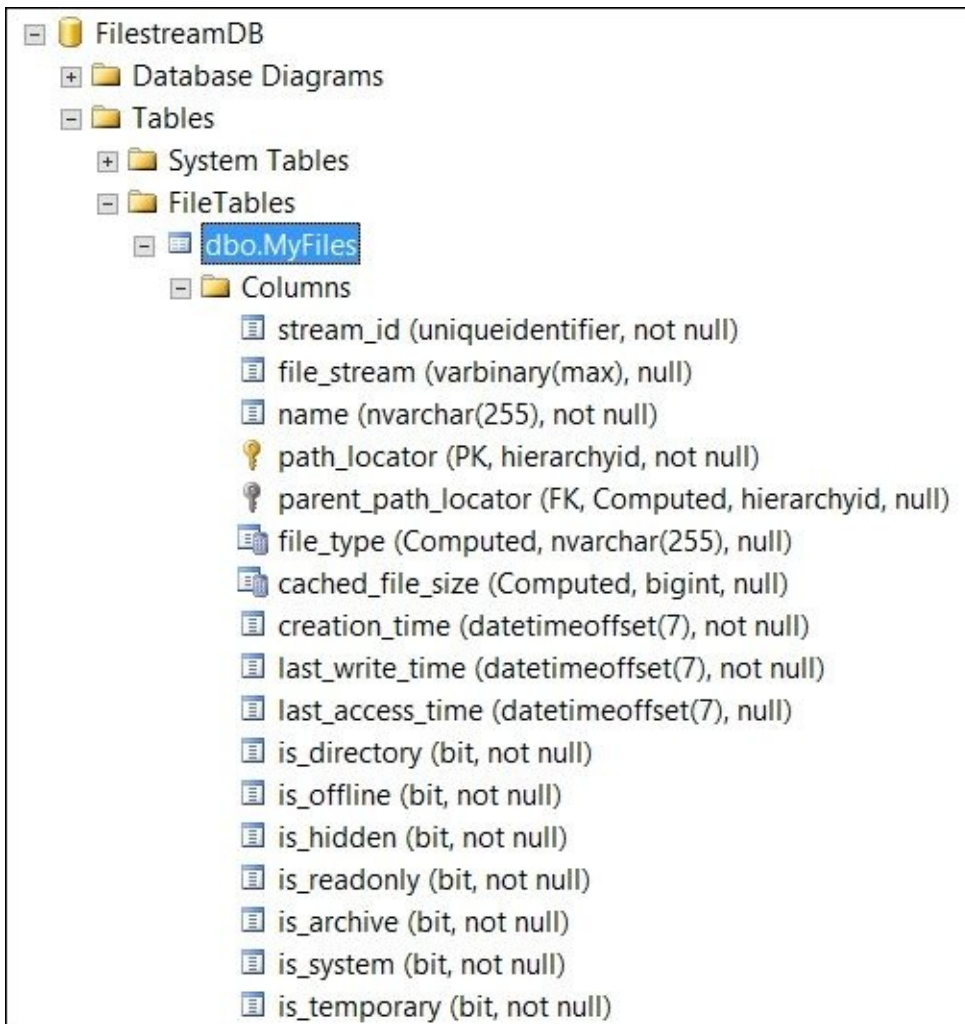 FilestreamDB
Database Diagrams
Tables
System Tables
FileTables
dbo.MyFiles
Columns
stream_id (uniqueidentifier, not null)
file_stream (varbinary(max), null)
name (nvarchar(255), not null)
path_locator (PK, hierarchyid, not null)
parent_path_locator (FK, Computed, hierarchyid, null)
file_type (Computed, nvarchar(255), null)
cached_file_size (Computed, bigint, null)
creation_time (datetimeoffset(7), not null)
last_write_time (datetimeoffset(7), not null)
last_access_time (datetimeoffset(7), null)
is_directory (bit, not null)
is_offline (bit, not null)
is_hidden (bit, not null)
is_readonly (bit, not null)
is_archive (bit, not null)
is_system (bit, not null)
is_temporary (bit, not null)